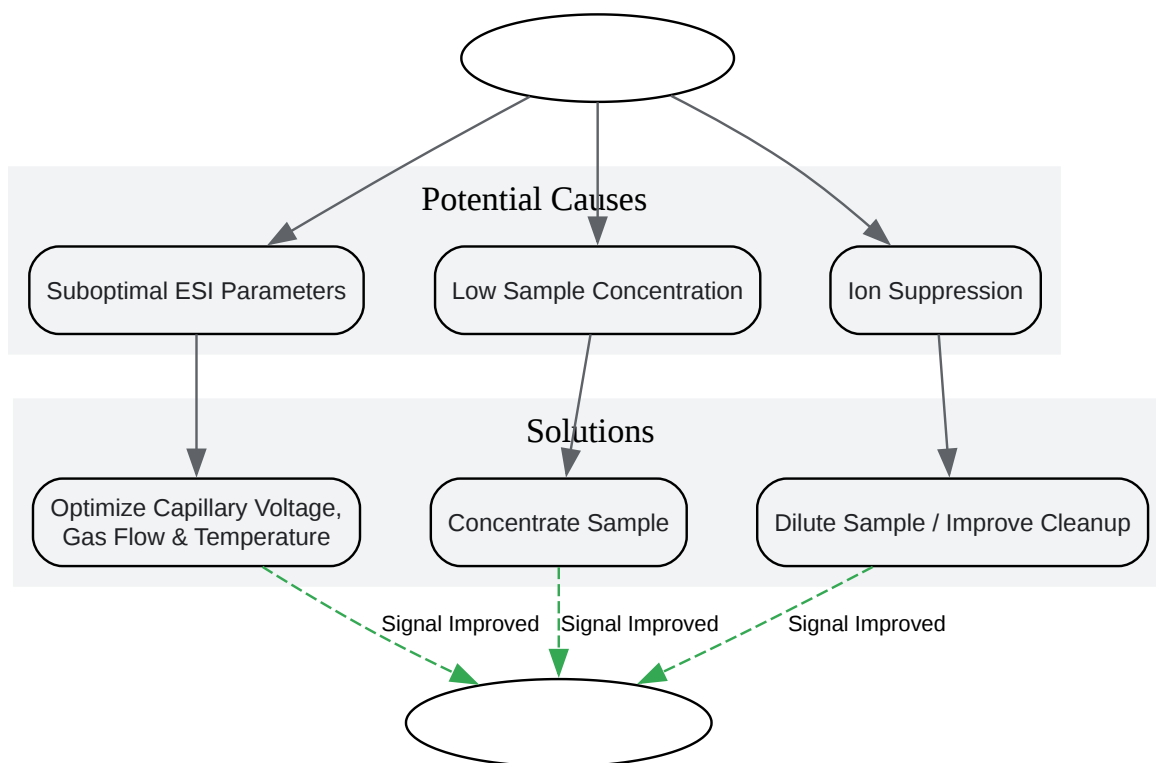 Potential Causes
Suboptimal ESI Parameters
Low Sample Concentration
Ion Suppression
Solutions
Optimize Capillary Voltage,
Gas Flow & Temperature
Concentrate Sample
Dilute Sample / Improve Cleanup
Signal Improved
Signal Improved
Signal Improved